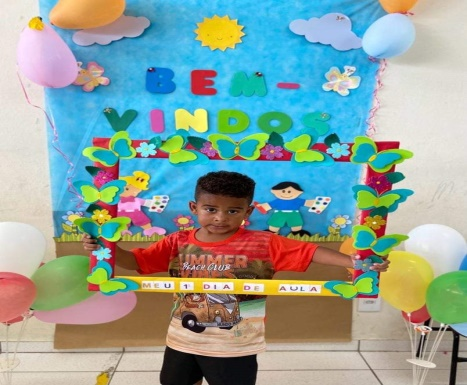 BEM-
VINDOS
SUMMER
BEACH CLUB
MEU 1º DIA DE AULA